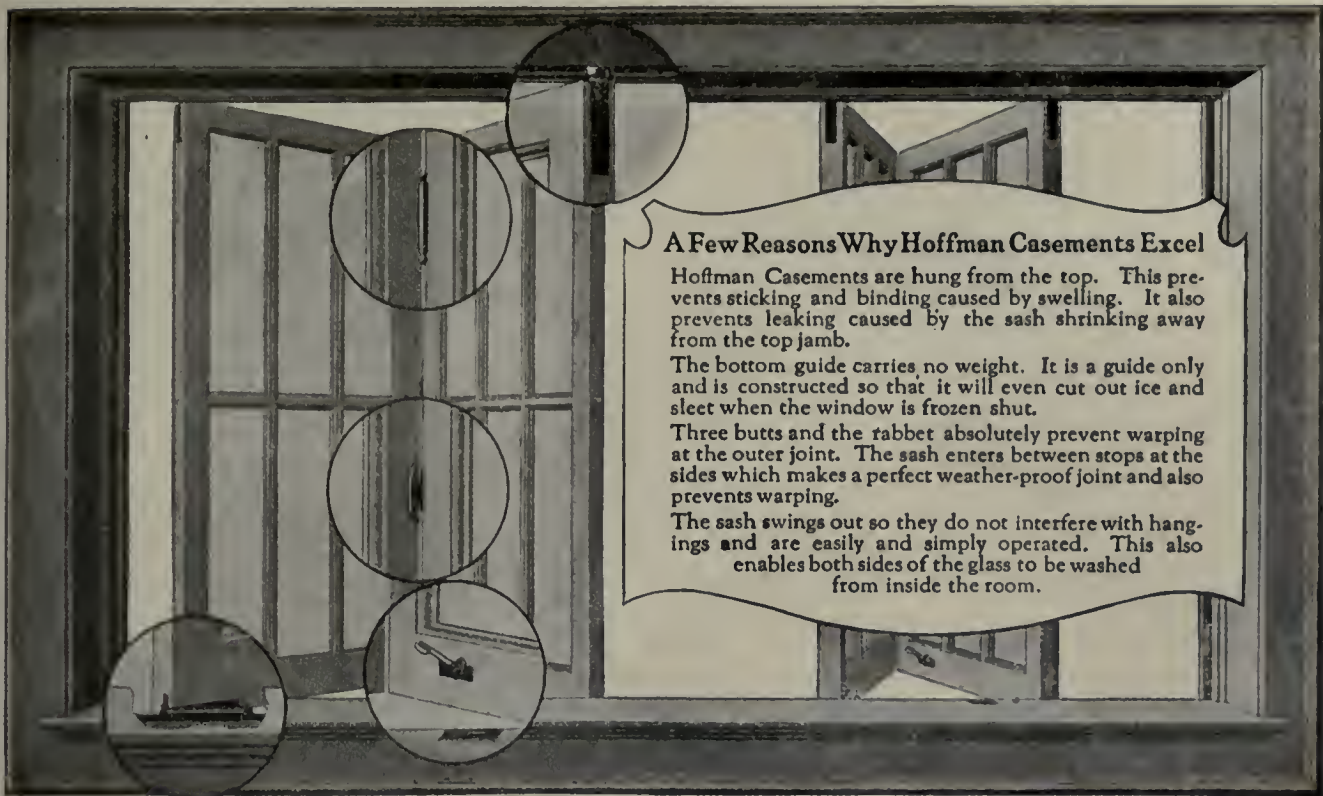 A Few Reasons Why Hoffman Casements Excel
Hoffman Casements are hung from the top. This pre-
vents sticking and binding caused by swelling. It also
prevents leaking caused by the sash shrinking away
from the top jamb.
The bottom guide carries no weight. It is a guide only
and is constructed so that it will even cut out ice and
sleet when the window is frozen shut.
Three butts and the rabbet absolutely prevent warping
at the outer joint. The sash enters between stops at the
sides which makes a perfect weather-proof joint and also
prevents warping.
The sash swings out so they do not interfere with hang-
ings and are easily and simply operated. This also
enables both sides of the glass to be washed
from inside the room.